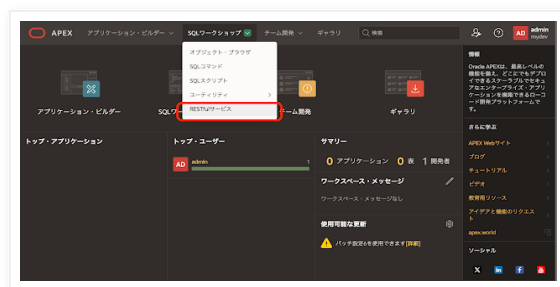 APEX アプリケーション・ビルダー SQLワークショップ チーム開発 ギャラリ 検索 AD admin mydev
オブジェクト・ブラウザ
SQLコマンド
SQLスクリプト
ユーティリティ
RESTfulサービス
アプリケーション・ビルダー SQLワー チーム開発 ギャラリ
トップ・アプリケーション
トップ・ユーザー
AD admin 1
サマリー
0 アプリケーション 0 表 1 開発者
ワークスペース・メッセージ
ワークスペース・メッセージなし
使用可能な更新
パッチ設定6を使用できます[詳細]
情報
Oracle APEXは、最高レベルの
機能を備え、どこにでもデプロ
イできるスケーラブルでセキュ
アなエンタープライズ・アプリ
ケーションを構築できるローコ
ード開発プラットフォームで
す。
さらに学ぶ
APEX Webサイト
ブログ
チュートリアル
ビデオ
教育用リソース
アイデアと機能のリクエス
ト
apex.world
ソーシャル